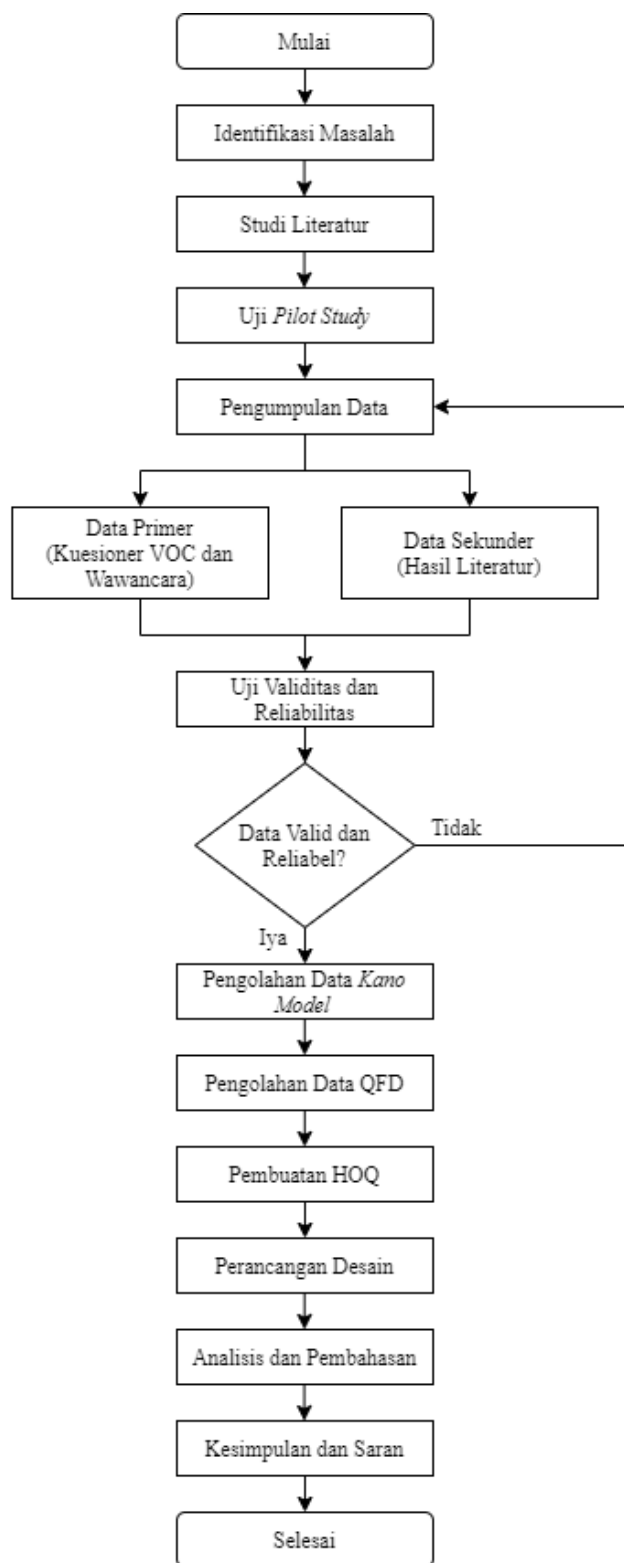 Mulai
Identifikasi Masalah
Studi Literatur
Uji Pilot Study
Pengumpulan Data
Data Primer
(Kuesioner VOC dan
Wawancara)
Data Sekunder
(Hasil Literatur)
Uji Validitas dan
Reliabilitas
Data Valid dan
Reliabel?
Tidak
Iya
Pengolahan Data Kano
Model
Pengolahan Data QFD
Pembuatan HOQ
Perancangan Desain
Analisis dan Pembahasan
Kesimpulan dan Saran
Selesai